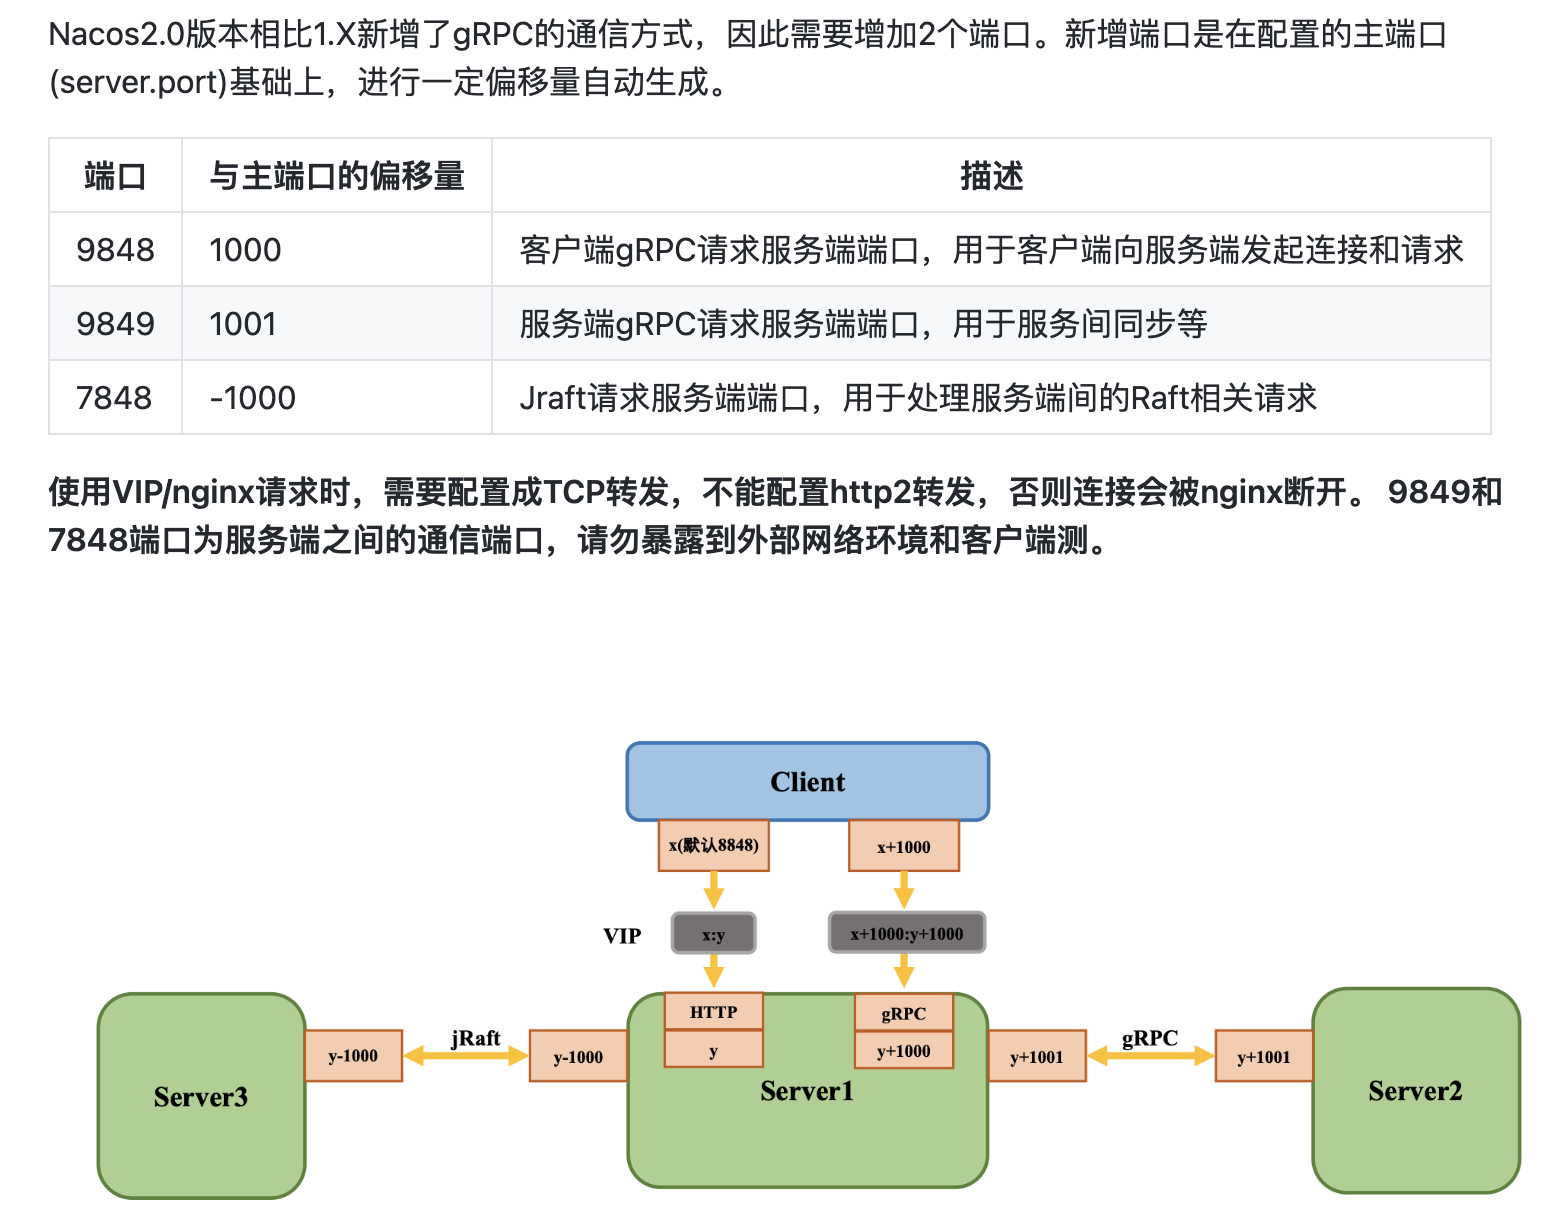 Nacos2.0版本相比1.X新增了gRPC的通信方式，因此需要增加2个端口。新增端口是在配置的主端口
(server.port)基础上，进行一定偏移量自动生成。
端口 与主端口的偏移量 描述
9848 1000 客户端gRPC请求服务端端口，用于客户端向服务端发起连接和请求
9849 1001 服务端gRPC请求服务端端口，用于服务间同步等
7848 -1000 Jraft请求服务端端口，用于处理服务端间的Raft相关请求
使用VIP/nginx请求时，需要配置成TCP转发，不能配置http2转发，否则连接会被nginx断开。 9849和
7848端口为服务端之间的通信端口，请勿暴露到外部网络环境和客户端测。
Client
x(默认8848) x+1000
VIP x:y x+1000:y+1000
HTTP gRPC
y-1000 jRaft y-1000 y y+1000 y+1001 gRPC y+1001
Server3 Server1 Server2